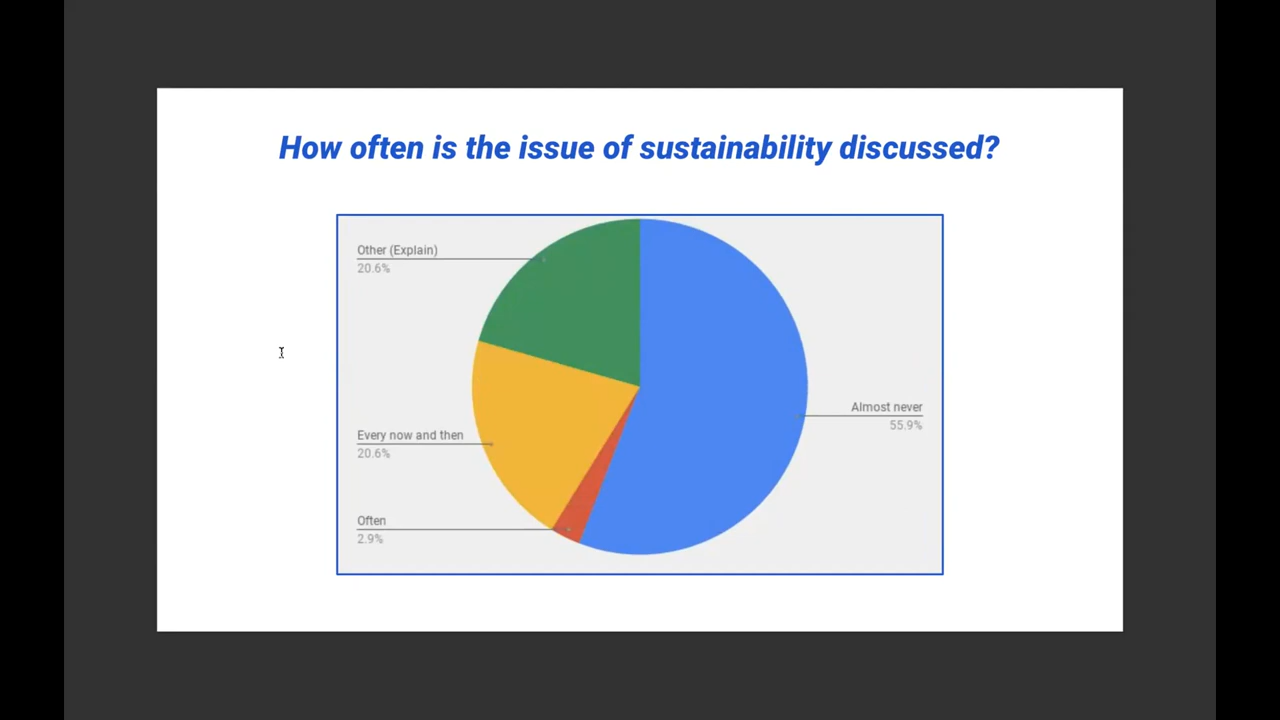 How often is the issue of sustainability discussed?
Other (Explain)
20.6%
Almost never
55.9%
Every now and then
20.6%
Often
2.9%